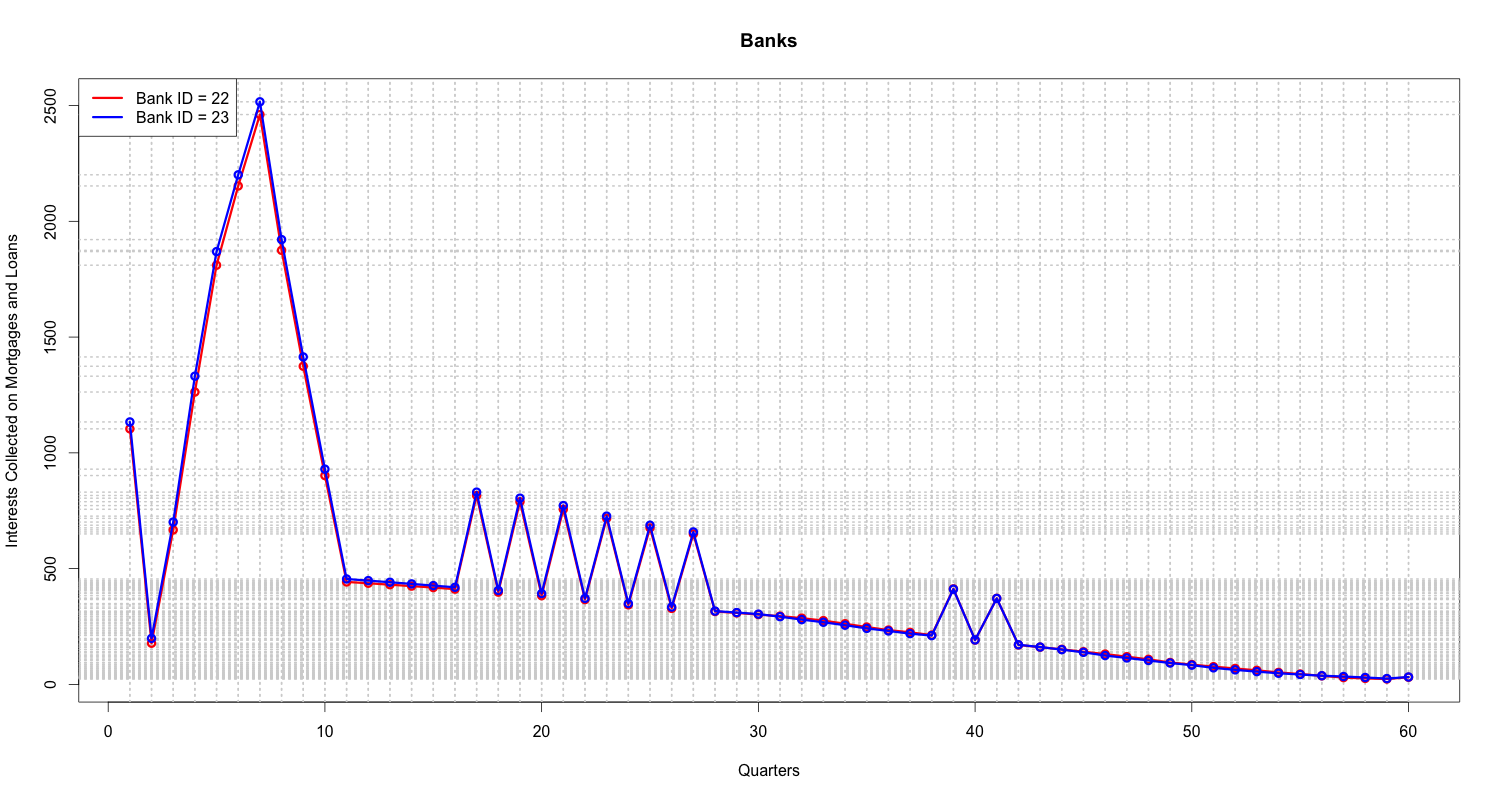 Banks
Bank ID = 22
Bank ID = 23
Interests Collected on Mortgages and Loans
2500
2000
1500
1000
500
0
0 10 20 30 40 50 60
Quarters